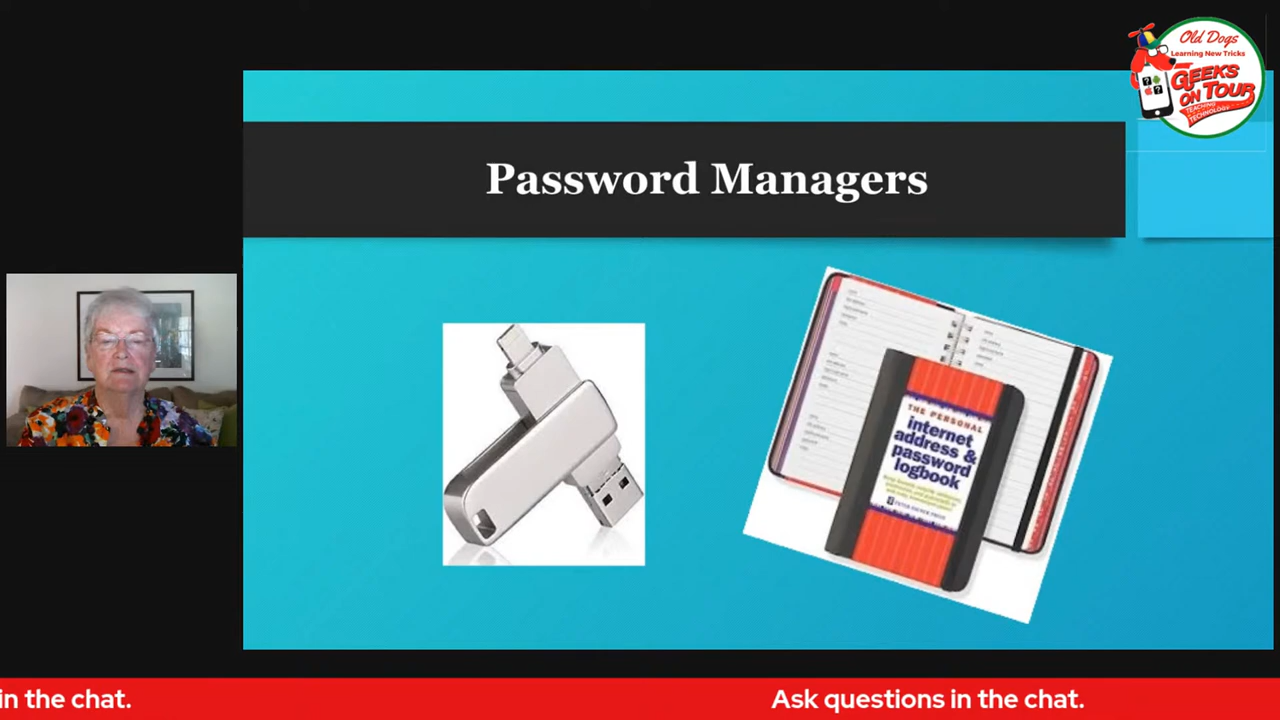 Old Dogs
Learning New Tricks
GEEKS
ON TOUR
TEACHING
TECHNOLOGY
Password Managers
THE PERSONAL
internet
address &
password
logbook
in the chat.
Ask questions in the chat.